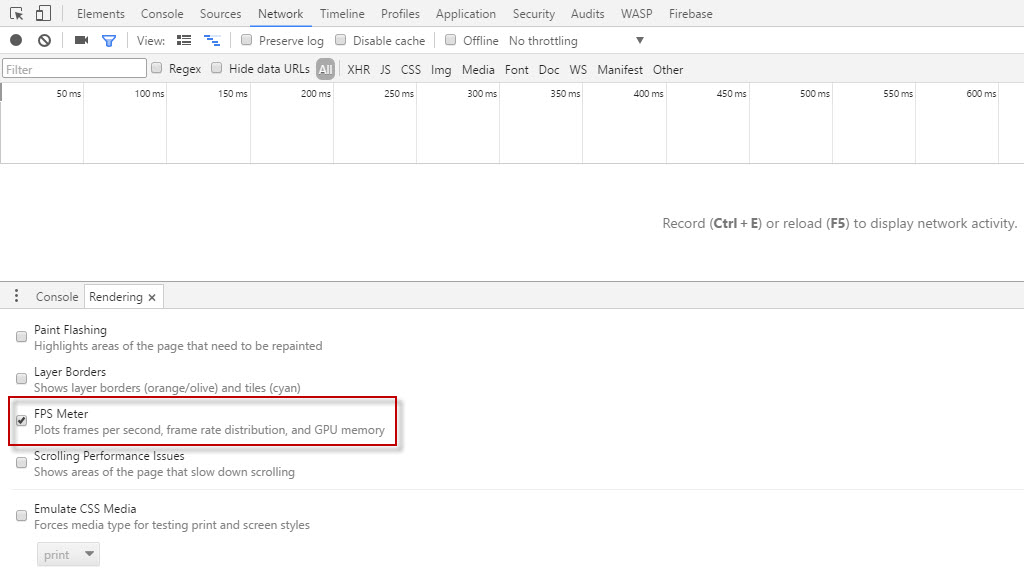 Elements Console Sources Network Timeline Profiles Application Security Audits WASP Firebase
View: Preserve log Disable cache Offline No throttling
Filter Regex Hide data URLs All XHR JS CSS Img Media Font Doc WS Manifest Other
50 ms 100 ms 150 ms 200 ms 250 ms 300 ms 350 ms 400 ms 450 ms 500 ms 550 ms 600 ms
Record (Ctrl + E) or reload (F5) to display network activity.
Console Rendering ×
Paint Flashing
Highlights areas of the page that need to be repainted
Layer Borders
Shows layer borders (orange/olive) and tiles (cyan)
FPS Meter
Plots frames per second, frame rate distribution, and GPU memory
Scrolling Performance Issues
Shows areas of the page that slow down scrolling
Emulate CSS Media
Forces media type for testing print and screen styles
print